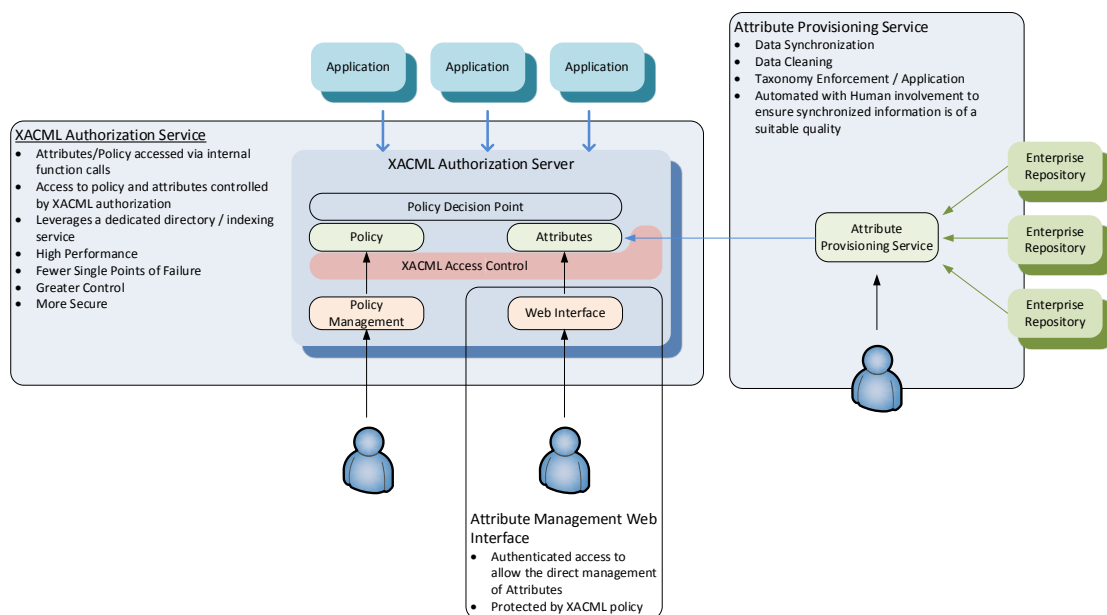 Application
Application
Application
XACML Authorization Service
• Attributes/Policy accessed via internal
function calls
• Access to policy and attributes controlled
by XACML authorization
• Leverages a dedicated directory / indexing
service
• High Performance
• Fewer Single Points of Failure
• Greater Control
• More Secure
XACML Authorization Server
Policy Decision Point
Policy
Attributes
XACML Access Control
Policy
Management
Web Interface
Attribute Management Web
Interface
• Authenticated access to
allow the direct management
of Attributes
• Protected by XACML policy
Attribute Provisioning Service
• Data Synchronization
• Data Cleaning
• Taxonomy Enforcement / Application
• Automated with Human involvement to
ensure synchronized information is of a
suitable quality
Attribute
Provisioning Service
Enterprise
Repository
Enterprise
Repository
Enterprise
Repository